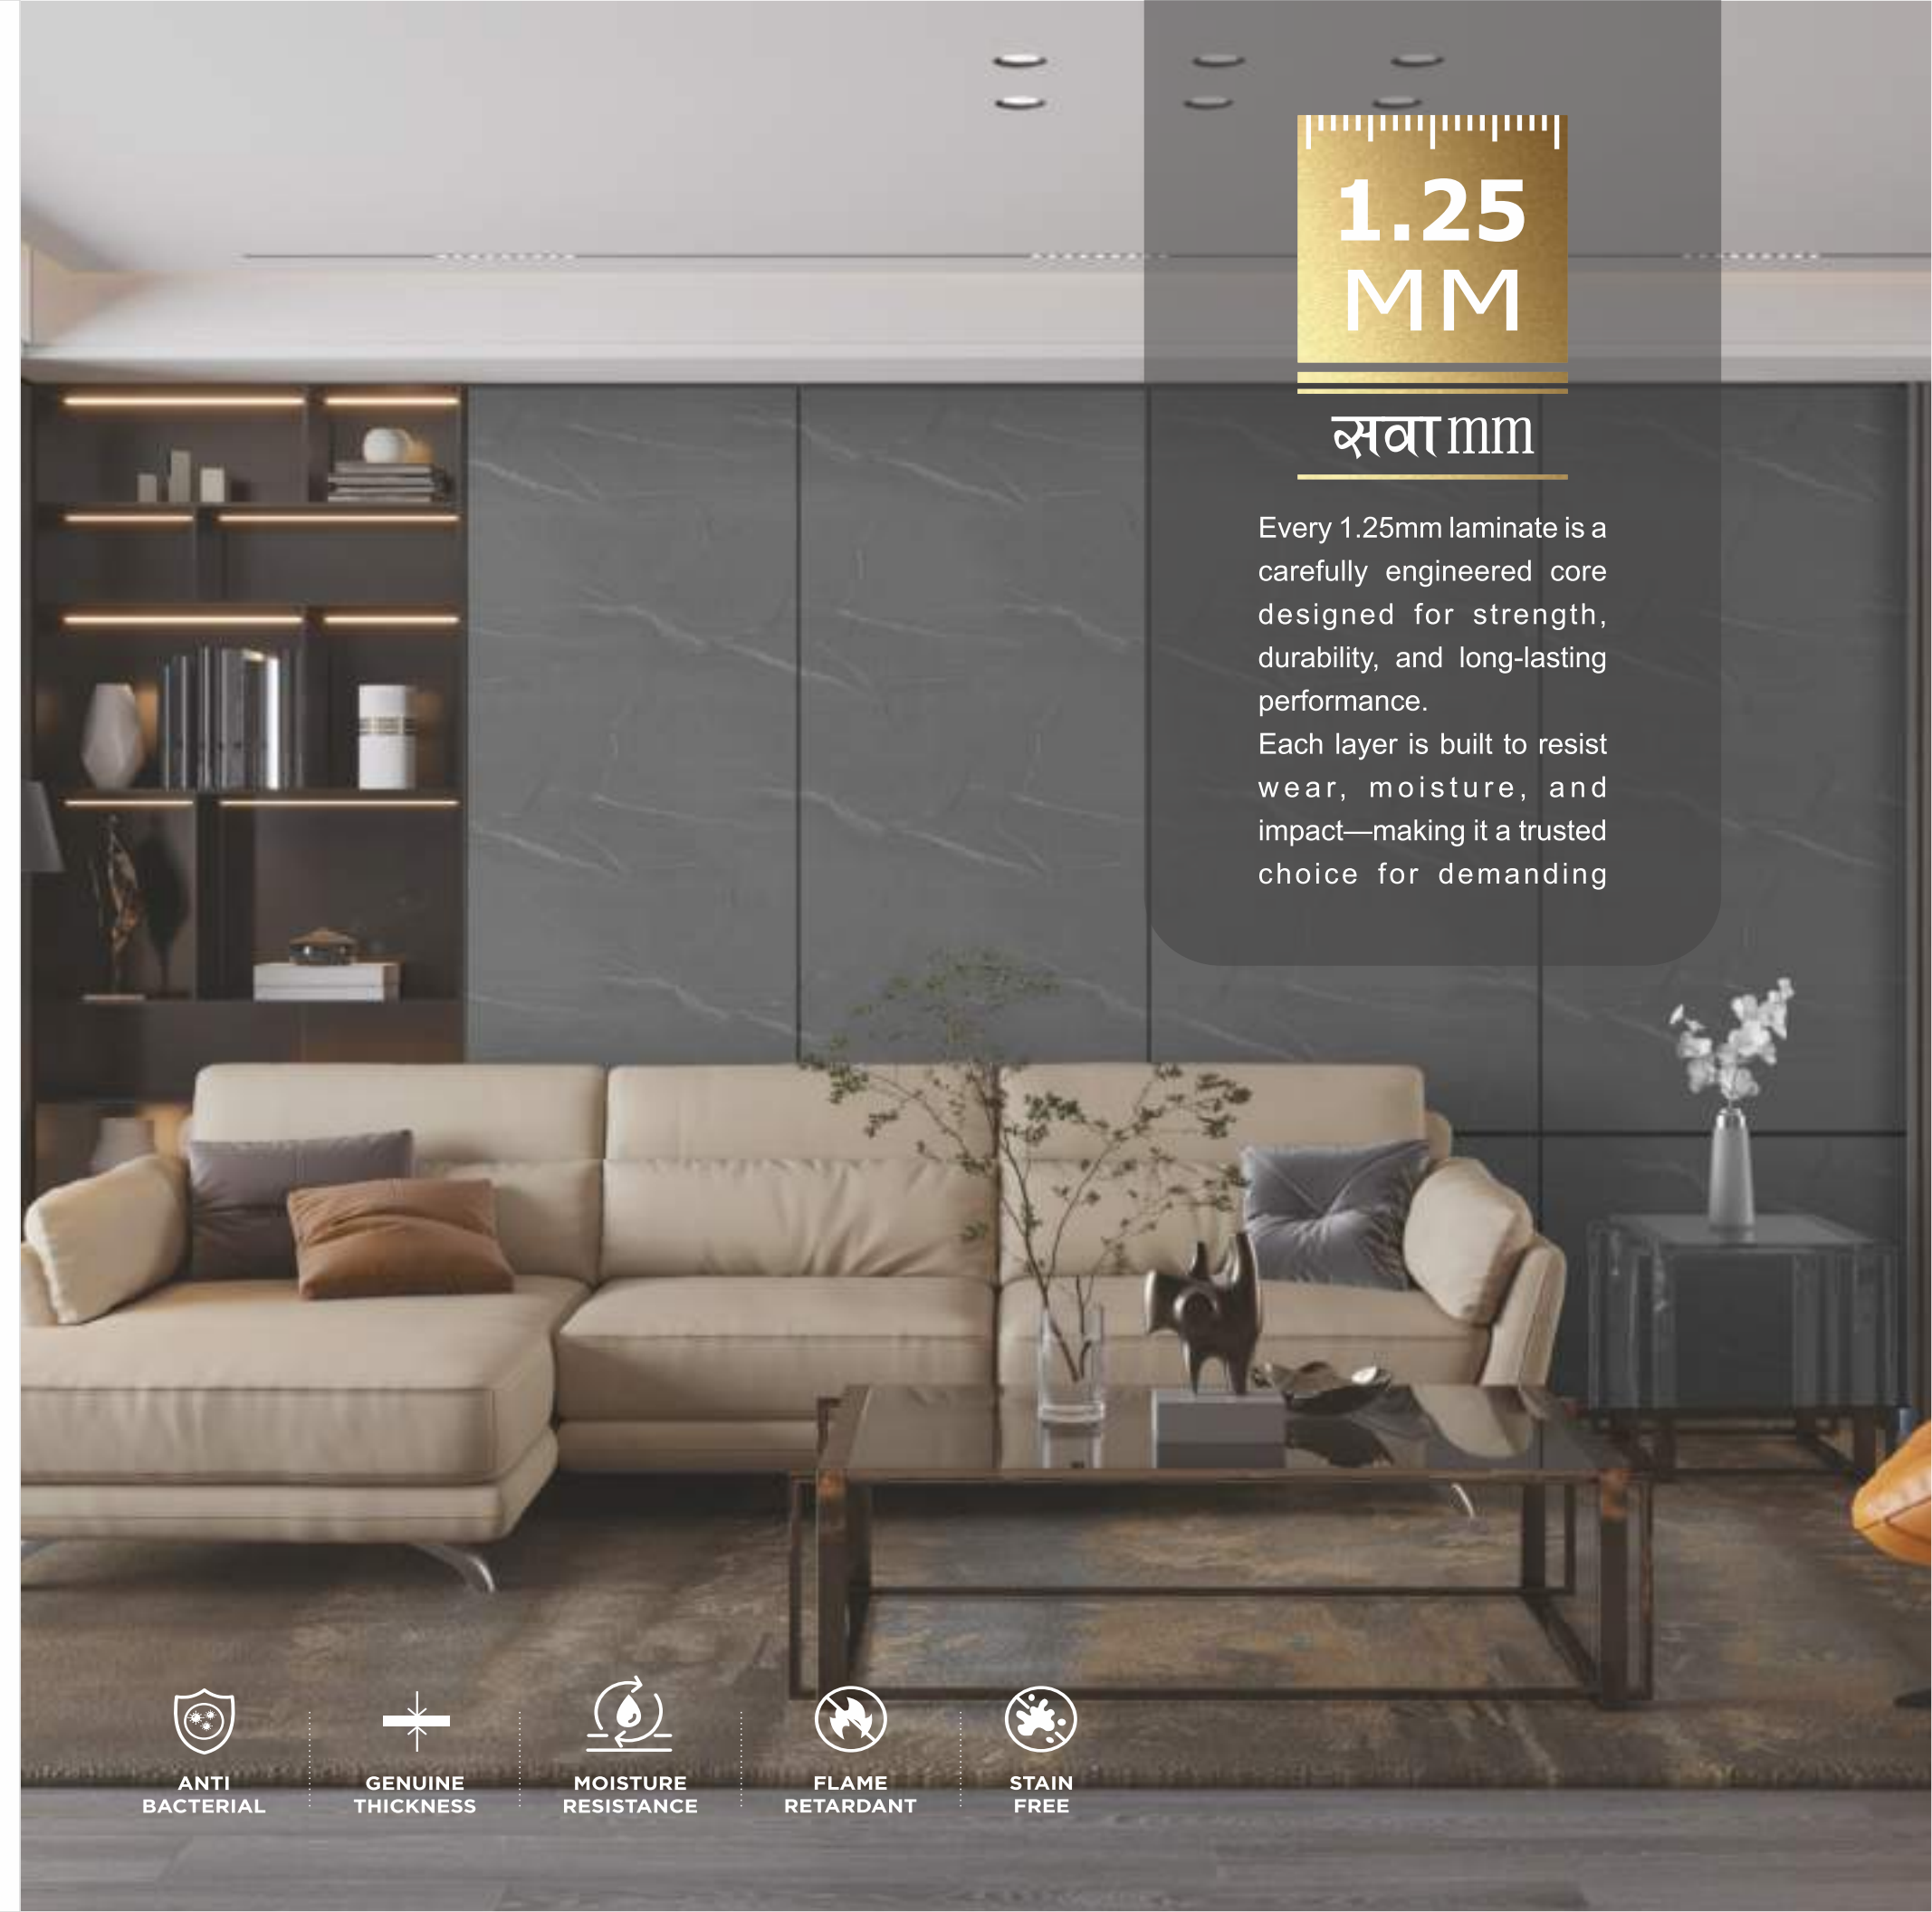 1.25
MM
सवा mm
Every 1.25mm laminate is a
carefully engineered core
designed for strength,
durability, and long-lasting
performance.
Each layer is built to resist
wear, moisture, and
impact—making it a trusted
choice for demanding
ANTI
BACTERIAL
GENUINE
THICKNESS
MOISTURE
RESISTANCE
FLAME
RETARDANT
STAIN
FREE